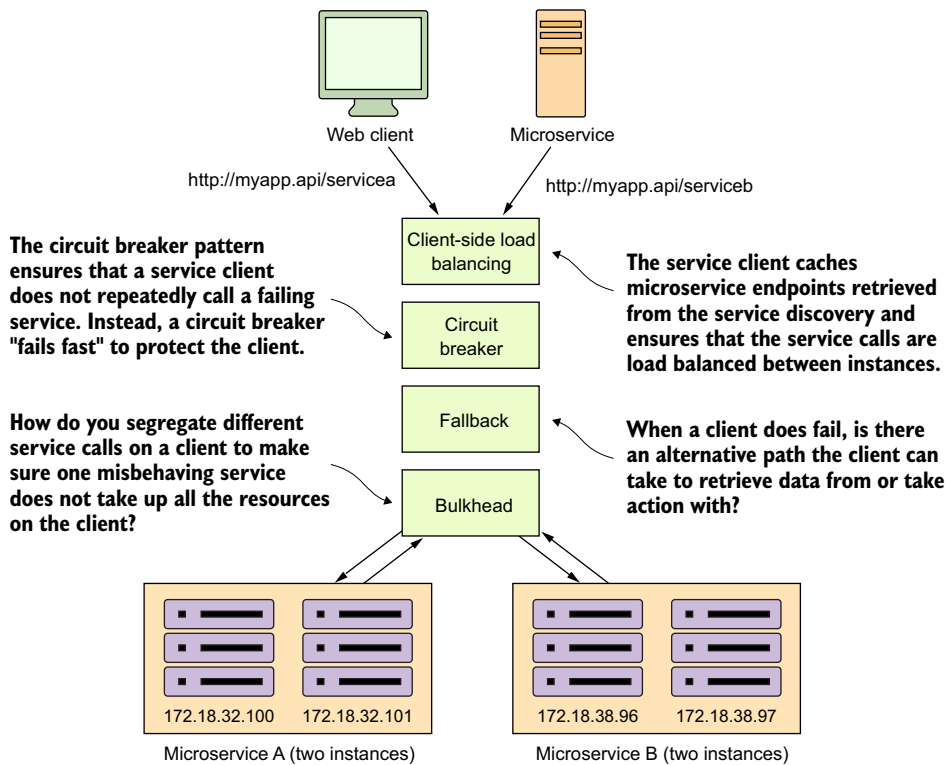 Web client
Microservice
http://myapp.api/servicea
http://myapp.api/serviceb
Client-side load
balancing
The circuit breaker pattern
ensures that a service client
does not repeatedly call a failing
service. Instead, a circuit breaker
"fails fast" to protect the client.
The service client caches
microservice endpoints retrieved
from the service discovery and
ensures that the service calls are
load balanced between instances.
Circuit
breaker
Fallback
How do you segregate different
service calls on a client to make
sure one misbehaving service
does not take up all the resources
on the client?
When a client does fail, is there
an alternative path the client can
take to retrieve data from or take
action with?
Bulkhead
172.18.32.100
172.18.32.101
172.18.38.96
172.18.38.97
Microservice A (two instances)
Microservice B (two instances)